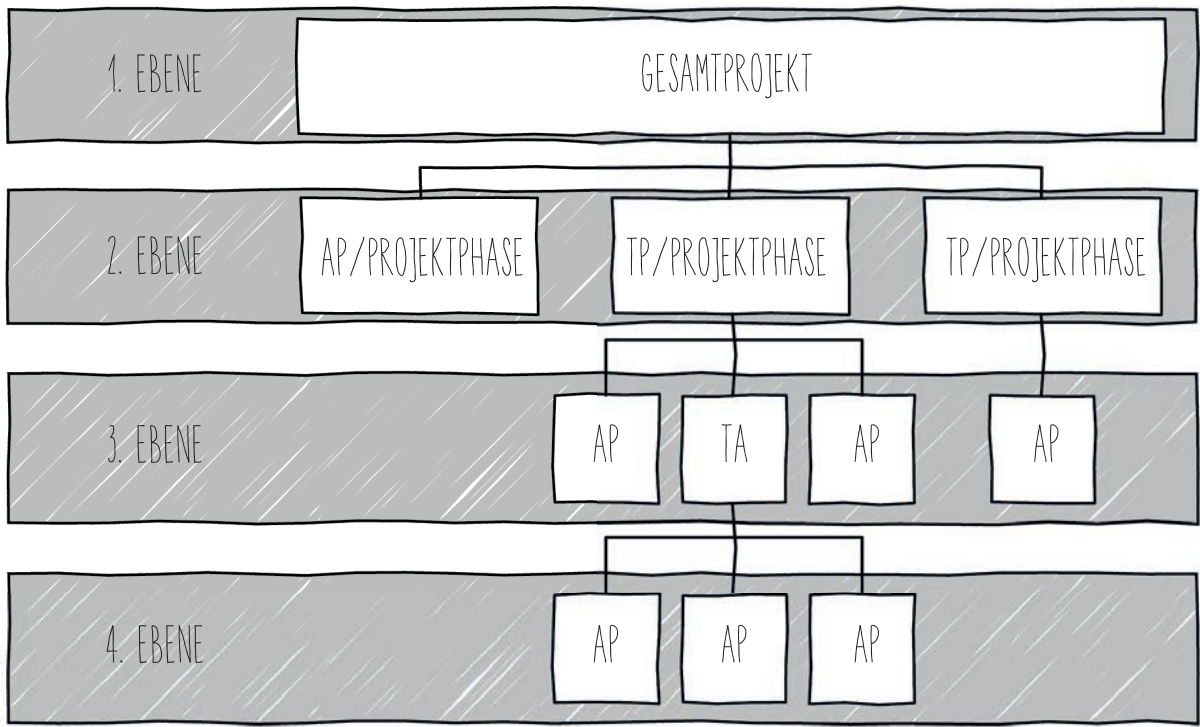 1. EBENE
GESAMTPROJEKT
2. EBENE
AP/PROJEKTPHASE
TP/PROJEKTPHASE
TP/PROJEKTPHASE
3. EBENE
AP
TA
AP
AP
4. EBENE
AP
AP
AP